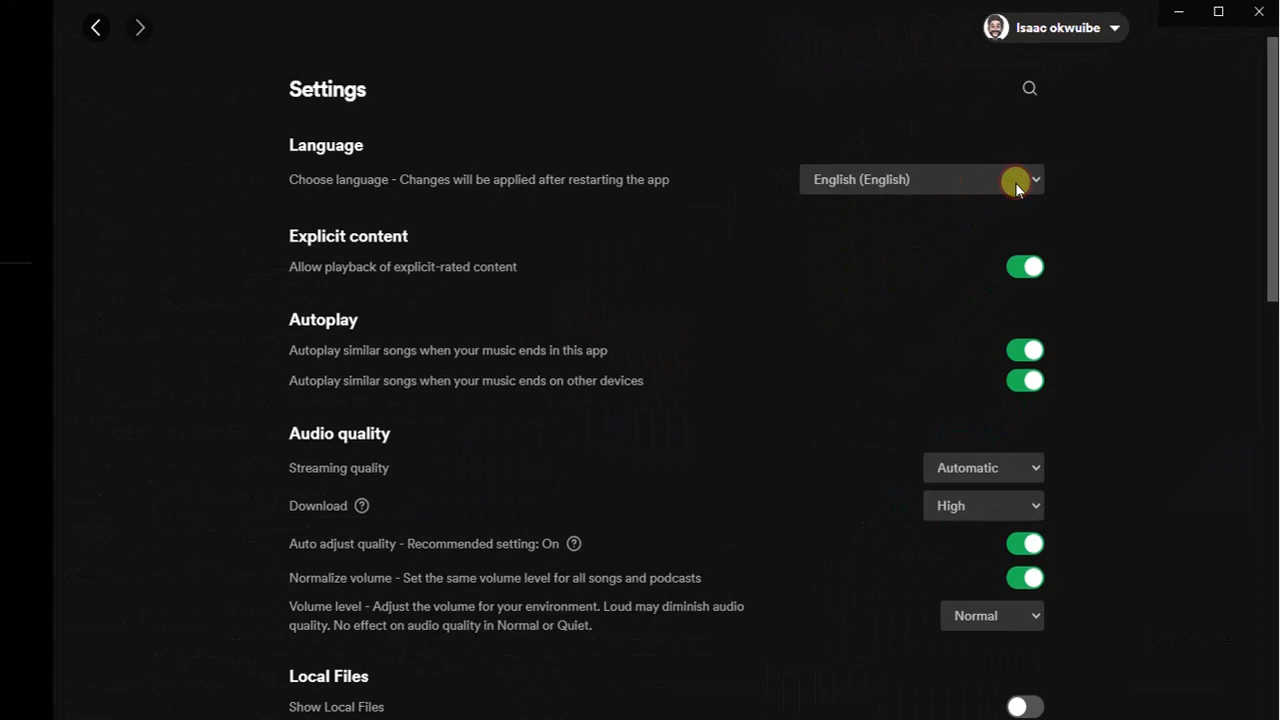 Isaac okwuibe
Settings
Language
Choose language - Changes will be applied after restarting the app
English (English)
Explicit content
Allow playback of explicit-rated content
Autoplay
Autoplay similar songs when your music ends in this app
Autoplay similar songs when your music ends on other devices
Audio quality
Streaming quality
Automatic
Download ?
High
Auto adjust quality - Recommended setting: On ?
Normalize volume - Set the same volume level for all songs and podcasts
Volume level - Adjust the volume for your environment. Loud may diminish audio
quality. No effect on audio quality in Normal or Quiet.
Normal
Local Files
Show Local Files